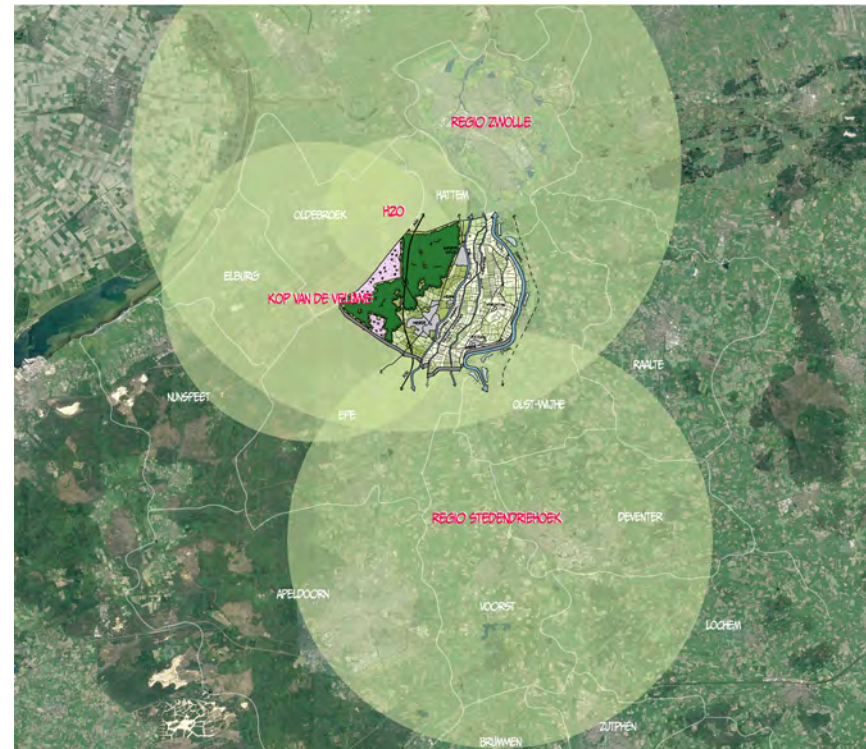 REGIO ZWOLLE
HATTEM
OLDEBROEK
H2O
ELBURG
KOP VAN DE VELUWE
RAALTE
NUNSPEET
OLST-WIJHE
EPE
REGIO STEDENDRIEHOEK
DEVENTER
APELDOORN
VOORST
LOCHEM
ZUTPHEN
BRUMMEN